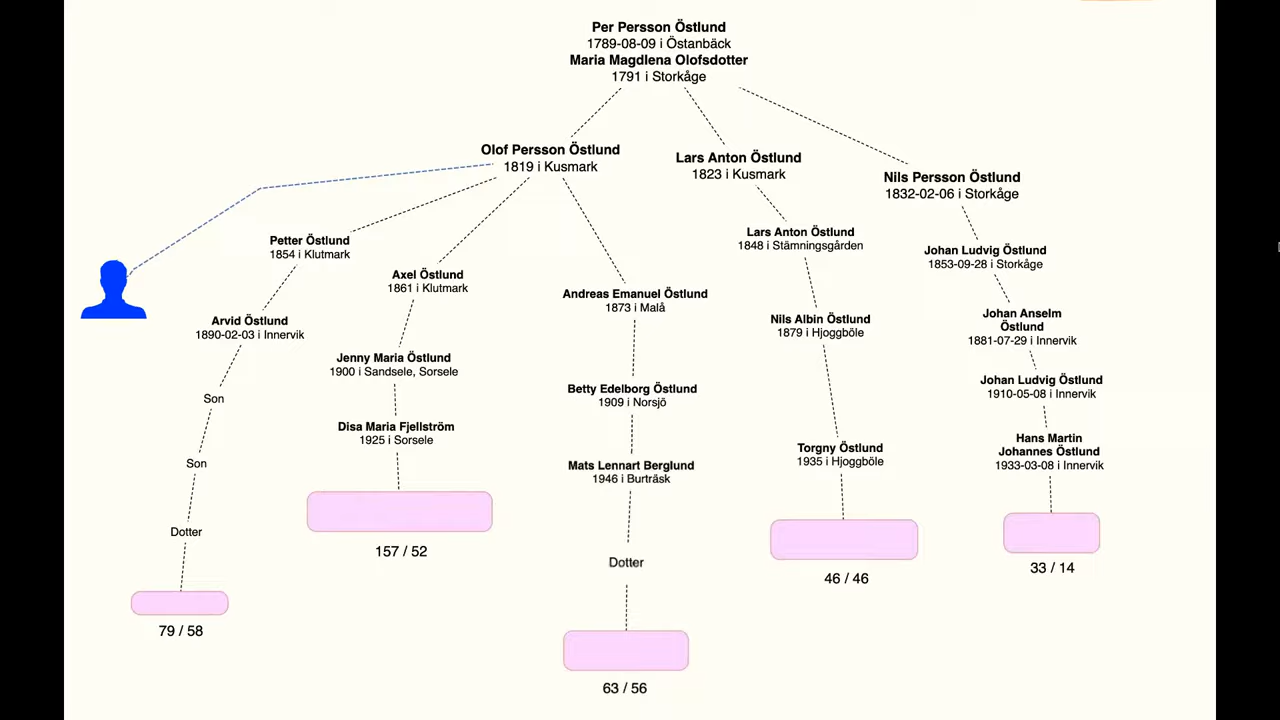 Per Persson Östlund
1789-08-09 i Östanbäck
Maria Magdlena Olofsdotter
1791 i Storkåge
Olof Persson Östlund
1819 i Kusmark
Lars Anton Östlund
1823 i Kusmark
Nils Persson Östlund
1832-02-06 i Storkåge
Petter Östlund
1854 i Klutmark
Axel Östlund
1861 i Klutmark
Andreas Emanuel Östlund
1873 i Malå
Lars Anton Östlund
1848 i Stämningsgården
Johan Ludvig Östlund
1853-09-28 i Storkåge
Arvid Östlund
1890-02-03 i Innervik
Jenny Maria Östlund
1900 i Sandsele, Sorsele
Betty Edelborg Östlund
1909 i Norsjö
Nils Albin Östlund
1879 i Hjoggböle
Johan Anselm
Östlund
1881-07-29 i Innervik
Johan Ludvig Östlund
1910-05-08 i Innervik
Son
Disa Maria Fjellström
1925 i Sorsele
Mats Lennart Berglund
1946 i Burträsk
Torgny Östlund
1935 i Hjoggböle
Hans Martin
Johannes Östlund
1933-03-08 i Innervik
Son
Dotter
157 / 52
Dotter
46 / 46
33 / 14
79 / 58
63 / 56